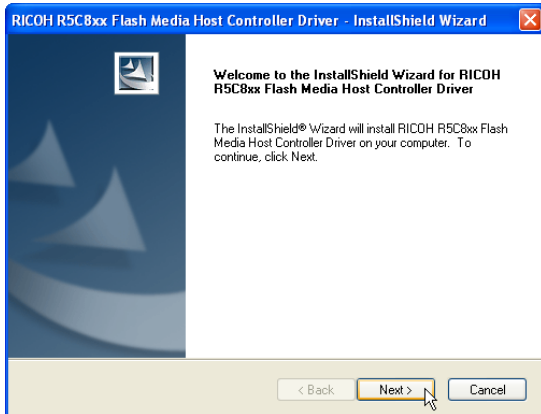 RICOH R5C8xx Flash Media Host Controller Driver - InstallShield Wizard
Welcome to the InstallShield Wizard for RICOH
R5C8xx Flash Media Host Controller Driver
The InstallShield® Wizard will install RICOH R5C8xx Flash
Media Host Controller Driver on your computer. To
continue, click Next.
< Back Next > Cancel